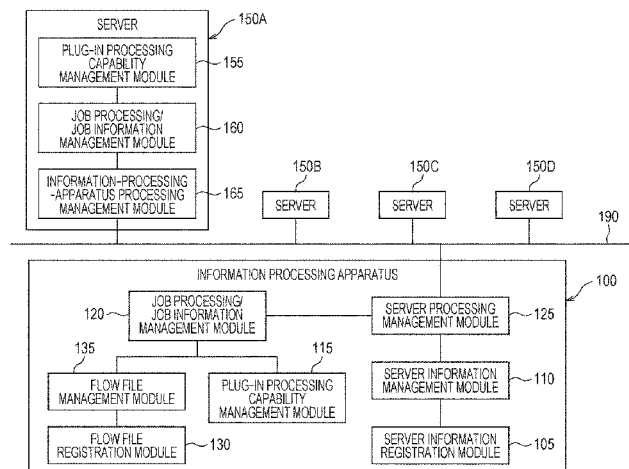 SERVER
150A
PLUG-IN PROCESSING
CAPABILITY
MANAGEMENT MODULE
155
JOB PROCESSING/
JOB INFORMATION
MANAGEMENT MODULE
160
INFORMATION-PROCESSING
-APPARATUS PROCESSING
MANAGEMENT MODULE
165
150B
SERVER
150C
SERVER
150D
SERVER
190
INFORMATION PROCESSING APPARATUS
100
120
JOB PROCESSING/
JOB INFORMATION
MANAGEMENT MODULE
SERVER PROCESSING
MANAGEMENT MODULE
125
135
FLOW FILE
MANAGEMENT MODULE
115
PLUG-IN PROCESSING
CAPABILITY
MANAGEMENT MODULE
SERVER INFORMATION
MANAGEMENT MODULE
110
FLOW FILE
REGISTRATION MODULE
130
SERVER INFORMATION
REGISTRATION MODULE
105